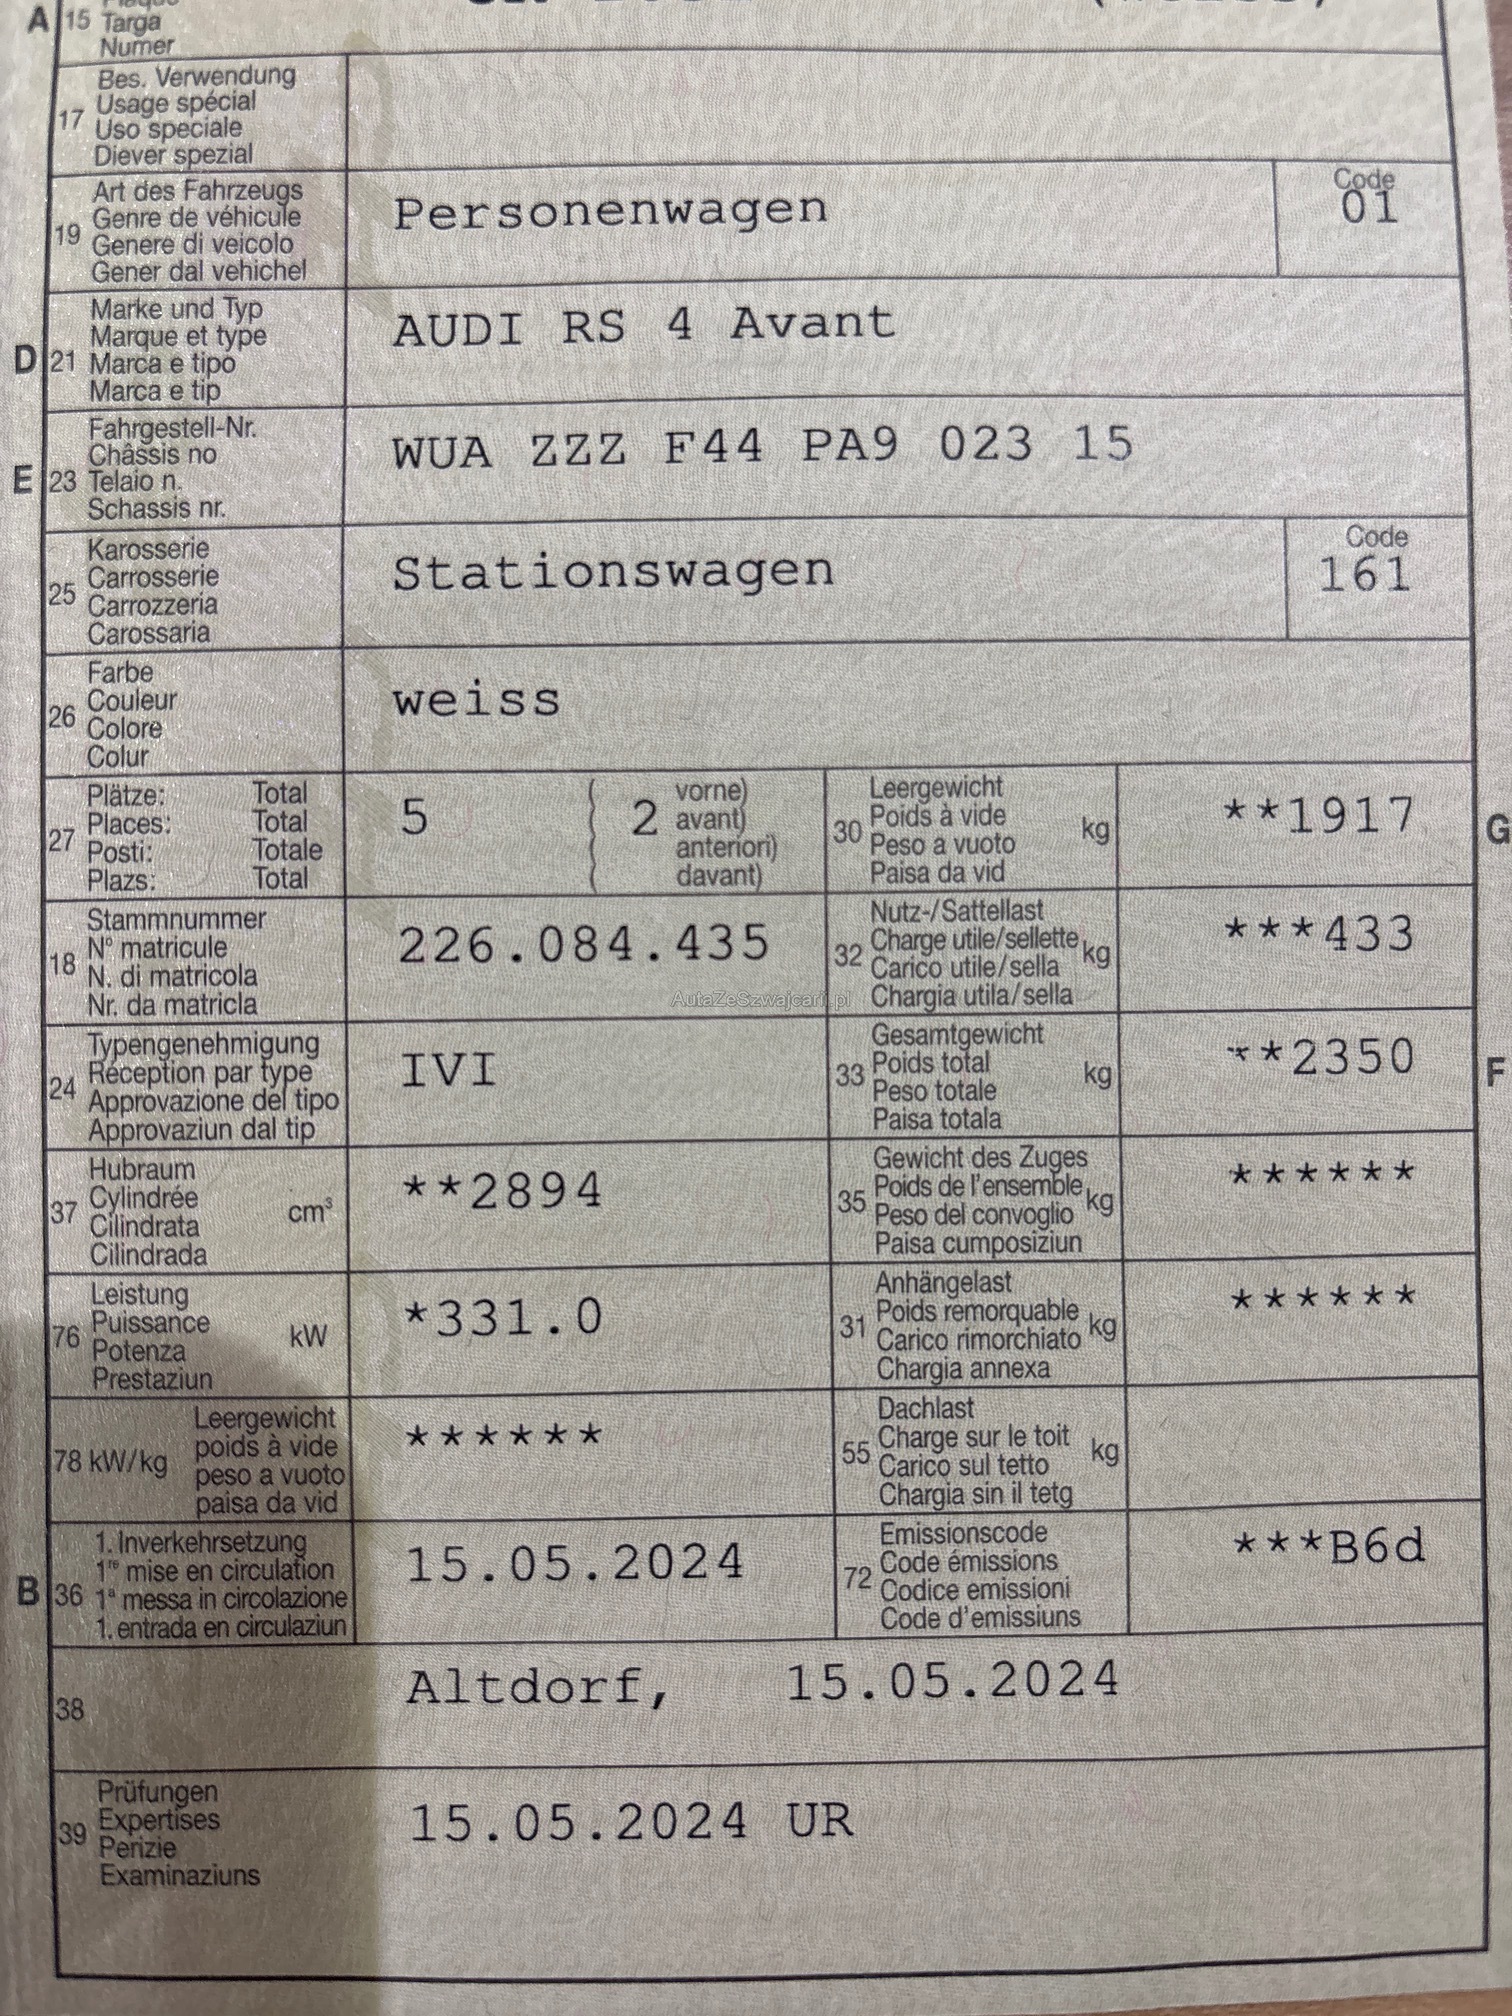 A 15 Targa
Numer
17 Bes. Verwendung
Usage spécial
Uso speciale
Diever spezial
19 Art des Fahrzeugs
Genre de véhicule
Genere di veicolo
Gener dal vehichel
Personenwagen
Code
01
D 21 Marke und Typ
Marque et type
Marca e tipo
Marca e tip
AUDI RS 4 Avant
E 23 Fahrgestell-Nr.
Châssis no
Telaio n.
Schassis nr.
WUA ZZZ F44 PA9 023 15
25 Karosserie
Carrosserie
Carrozzeria
Carossaria
Stationswagen
Code
161
26 Farbe
Couleur
Colore
Colur
weiss
27 Plätze: Total
Places: Total
Posti: Totale
Plazs: Total
5 ( 2 vorne)
avant)
anteriori)
davant)
30 Leergewicht
Poids à vide
Peso a vuoto
Paisa da vid
kg
**1917
G
18 Stammnummer
N° matricule
N. di matricola
Nr. da matricla
226.084.435
32 Nutz-/Sattellast
Charge utile/sellette
Carico utile/sella
Chargia utila/sella
kg
***433
AutaZeSzwajcarii.pl
24 Typengenehmigung
Réception par type
Approvazione del tipo
Approvaziun dal tip
IVI
33 Gesamtgewicht
Poids total
Peso totale
Paisa totala
kg
**2350
F
37 Hubraum
Cylindrée
Cilindrata
Cilindrada
cm³
**2894
35 Gewicht des Zuges
Poids de l'ensemble
Peso del convoglio
Paisa cumposiziun
kg
******
76 Leistung
Puissance
Potenza
Prestaziun
kW
*331.0
31 Anhängelast
Poids remorquable
Carico rimorchiato
Chargia annexa
kg
******
78 kW/kg Leergewicht
poids à vide
peso a vuoto
paisa da vid
******
55 Dachlast
Charge sur le toit
Carico sul tetto
Chargia sin il tetg
kg
B 36 1. Inverkehrsetzung
1re mise en circulation
1a messa in circolazione
1. entrada en circulaziun
15.05.2024
72 Emissionscode
Code émissions
Codice emissioni
Code d'emissiuns
***B6d
38 Altdorf, 15.05.2024
39 Prüfungen
Expertises
Perizie
Examinaziuns
15.05.2024 UR